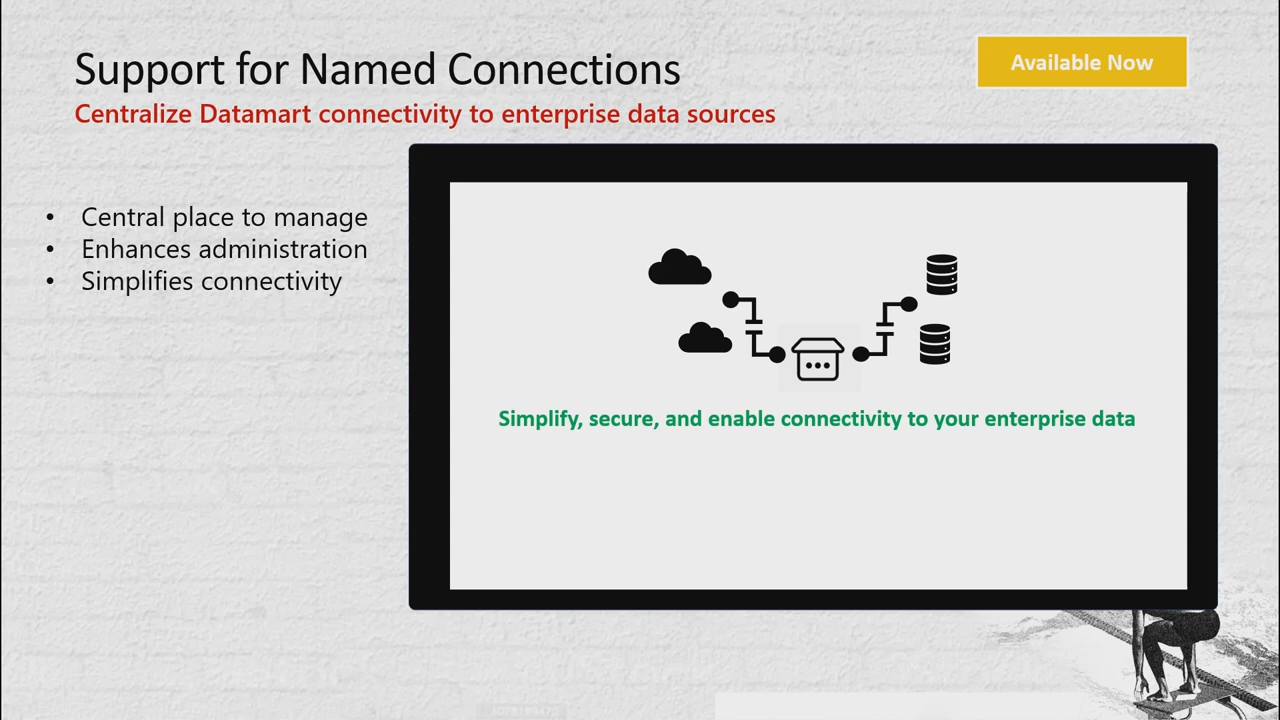 Support for Named Connections
Available Now
Centralize Datamart connectivity to enterprise data sources
• Central place to manage
• Enhances administration
• Simplifies connectivity
Simplify, secure, and enable connectivity to your enterprise data